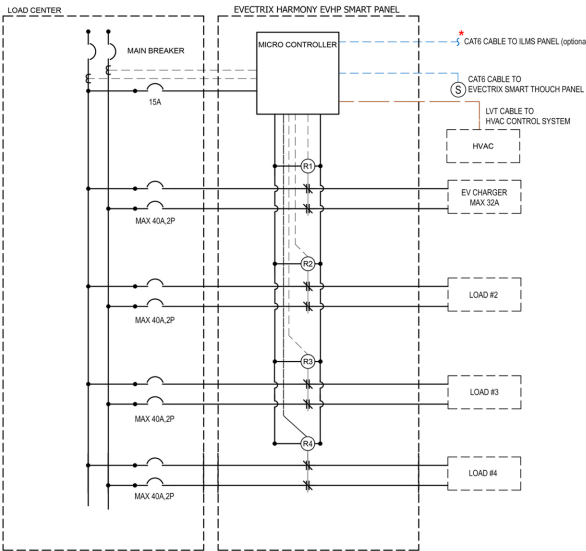 LOAD CENTER
EVECTRIX HARMONY EVHP SMART PANEL
MAIN BREAKER
MICRO CONTROLLER
* CAT6 CABLE TO ILMS PANEL (optiona
CAT6 CABLE TO
EVECTRIX SMART THOUCH PANEL
S
15A
LVT CABLE TO
HVAC CONTROL SYSTEM
HVAC
R1
EV CHARGER
MAX 32A
MAX 40A,2P
R2
LOAD #2
MAX 40A,2P
R3
LOAD #3
MAX 40A,2P
R4
LOAD #4
MAX 40A,2P